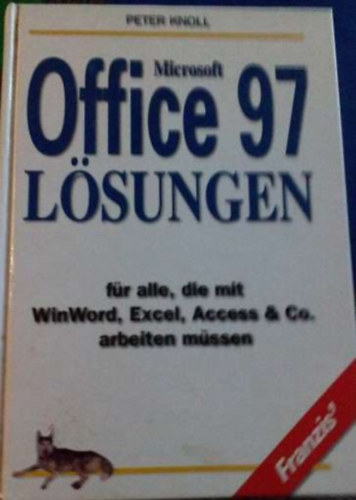 PETER KNOLL
Microsoft
Office 97
LÖSUNGEN
für alle, die mit
WinWord, Excel, Access & Co.
arbeiten müssen
Franzis'